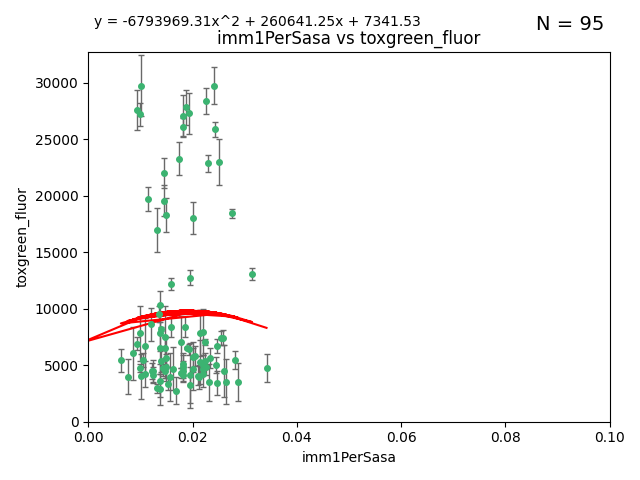 y = -6793969.31x^2 + 260641.25x + 7341.53
N = 95
imm1PerSasa vs toxgreen_fluor
30000
25000
20000
15000
10000
5000
0
toxgreen_fluor
0.00 0.02 0.04 0.06 0.08 0.10
imm1PerSasa